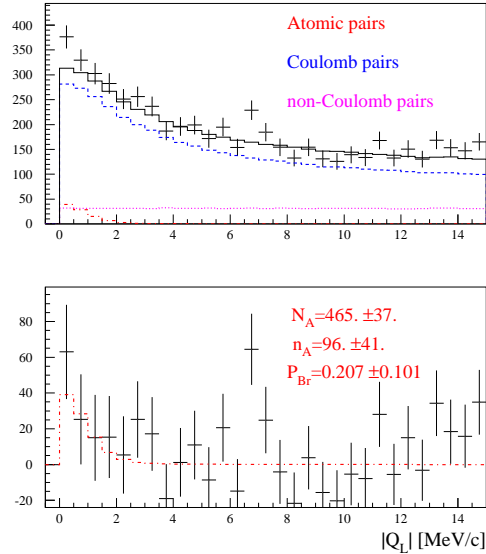 400
350
300
250
200
150
100
50
0
Atomic pairs
Coulomb pairs
non-Coulomb pairs
0 2 4 6 8 10 12 14
80
60
40
20
0
-20
N_A=465. ±37.
n_A=96. ±41.
P_Br=0.207 ±0.101
0 2 4 6 8 10 12 14
|Q_L| [MeV/c]